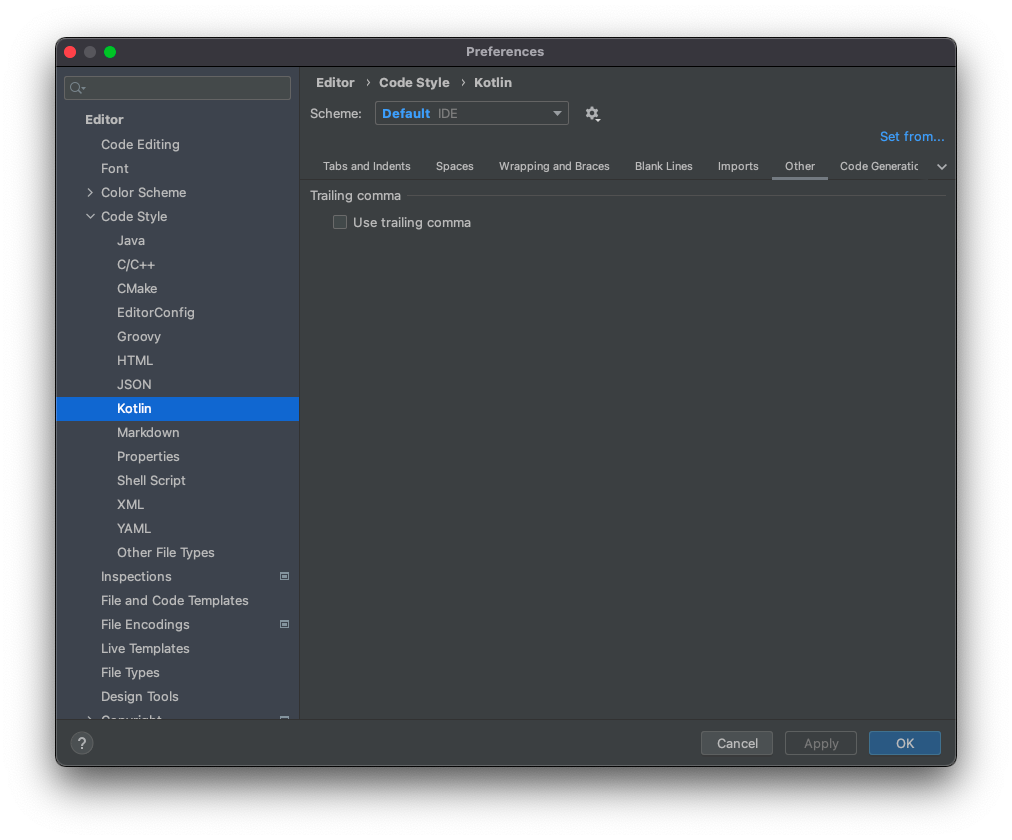 Preferences
Editor
Code Editing
Font
Color Scheme
Code Style
Java
C/C++
CMake
EditorConfig
Groovy
HTML
JSON
Kotlin
Markdown
Properties
Shell Script
XML
YAML
Other File Types
Inspections
File and Code Templates
File Encodings
Live Templates
File Types
Design Tools
Copyright
Editor › Code Style › Kotlin
Scheme: Default IDE
Set from...
Tabs and Indents Spaces Wrapping and Braces Blank Lines Imports Other Code Generatic
Trailing comma
Use trailing comma
? Cancel Apply OK